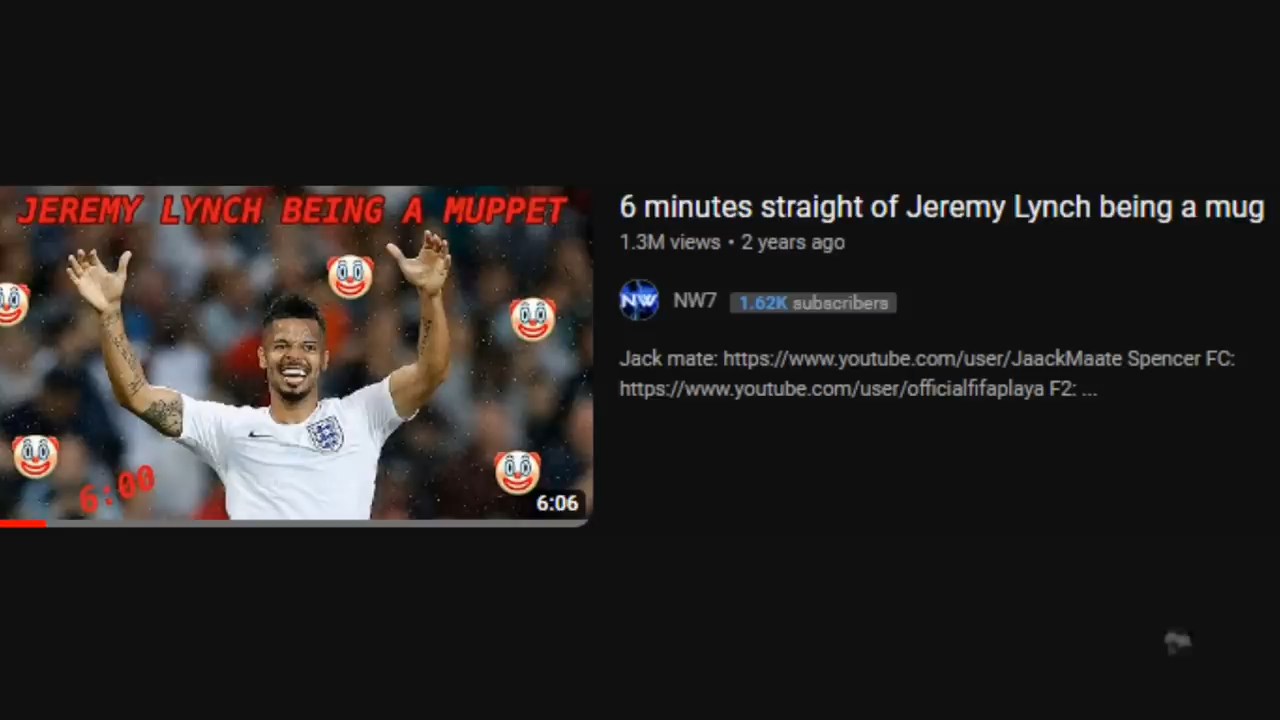 JEREMY LYNCH BEING A MUPPET
6:00
6:06
6 minutes straight of Jeremy Lynch being a mug
1.3M views • 2 years ago
NW
NW7 1.62K subscribers
Jack mate: https://www.youtube.com/user/JaackMaate Spencer FC:
https://www.youtube.com/user/officialfifaplaya F2: ...